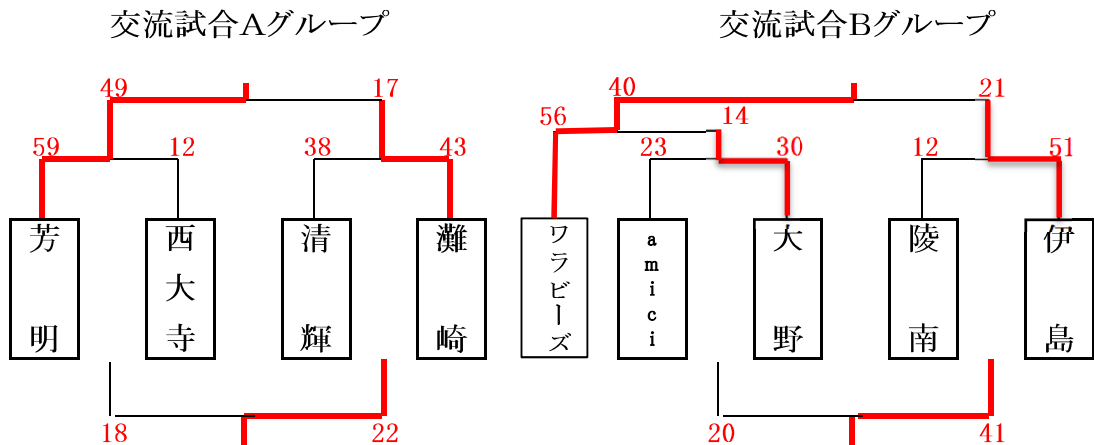 交流試合Aグループ
交流試合Bグループ
49
17
40
21
56
14
59
12
38
43
23
30
12
51
芳明
西大寺
清輝
灘崎
ワラビーズ
amici
大野
陵南
伊島
18
22
20
41